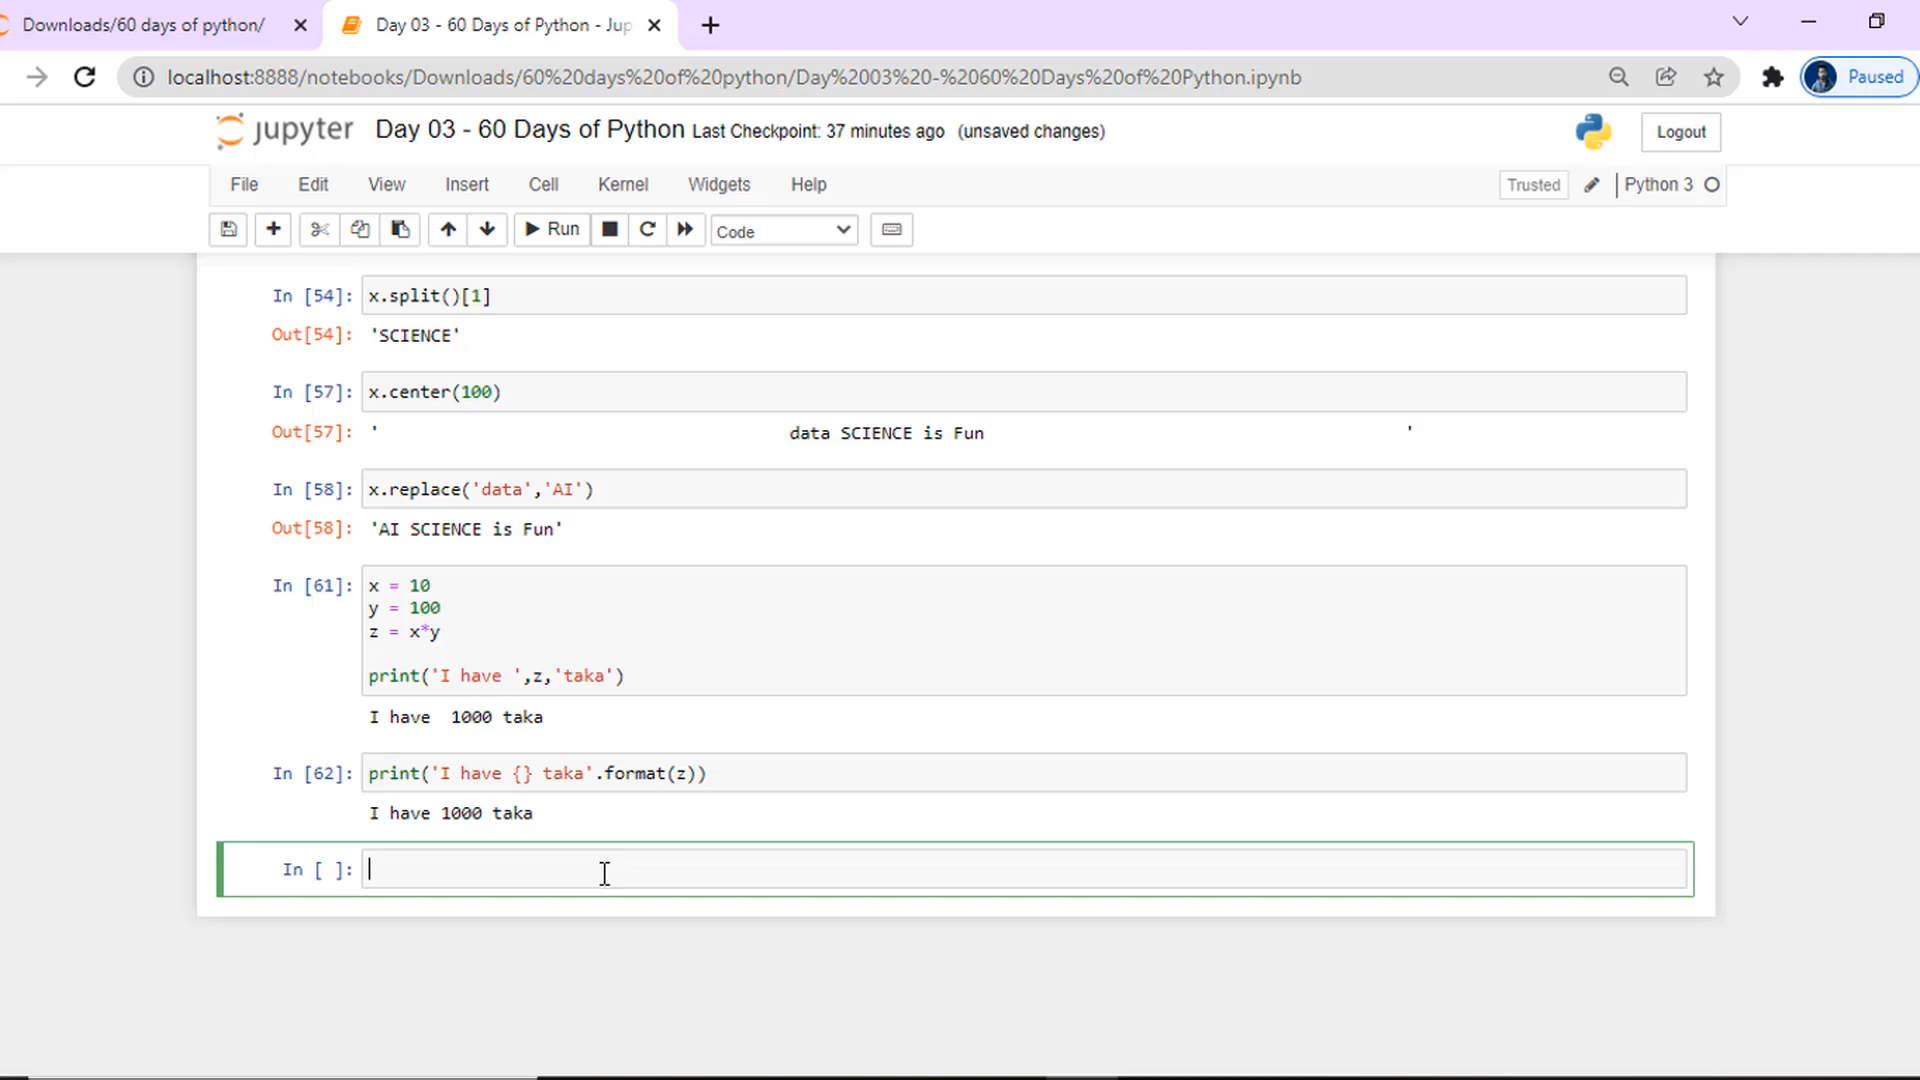 Downloads/60 days of python/
Day 03 - 60 Days of Python - Jup
localhost:8888/notebooks/Downloads/60%20days%20of%20python/Day%2003%20-%2060%20Days%20of%20Python.ipynb
Paused
jupyter Day 03 - 60 Days of Python Last Checkpoint: 37 minutes ago (unsaved changes)
Logout
File Edit View Insert Cell Kernel Widgets Help
Trusted Python 3
Run Code
In [54]: x.split()[1]
Out[54]: 'SCIENCE'
In [57]: x.center(100)
Out[57]: '                                         data SCIENCE is Fun                                         '
In [58]: x.replace('data','AI')
Out[58]: 'AI SCIENCE is Fun'
In [61]: x = 10
y = 100
z = x*y
print('I have ',z,'taka')
I have  1000 taka
In [62]: print('I have {} taka'.format(z))
I have 1000 taka
In [ ]: